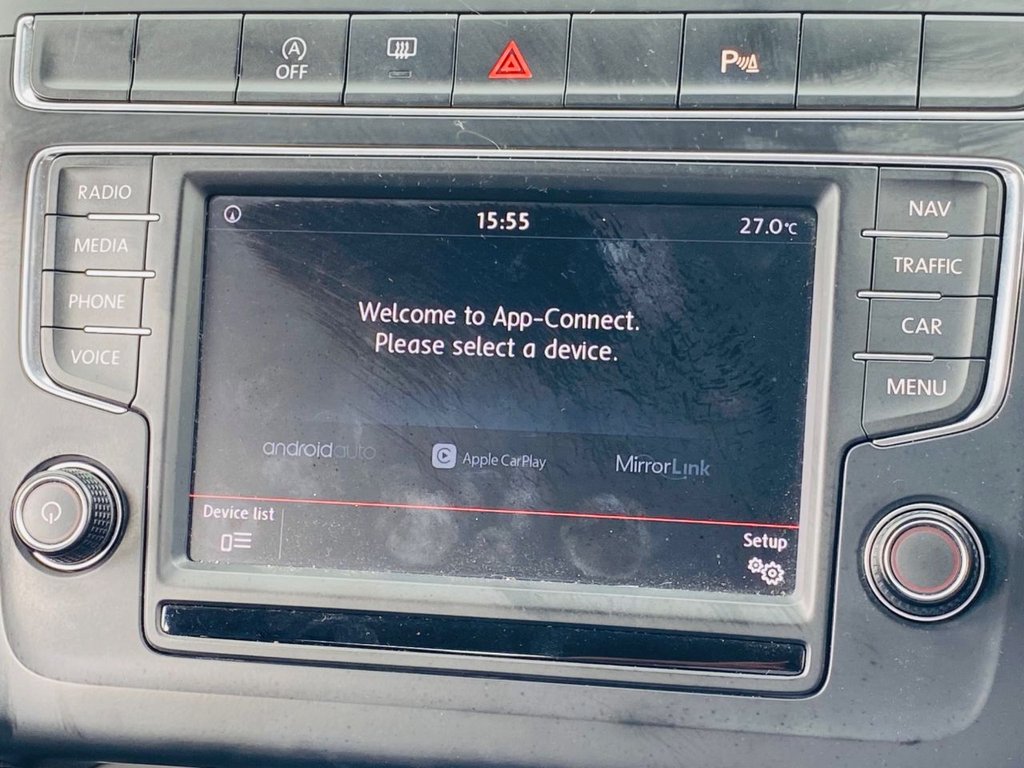 A
OFF
P
RADIO
MEDIA
PHONE
VOICE
15:55
27.0°C
Welcome to App-Connect.
Please select a device.
androidauto
Apple CarPlay
MirrorLink
Device list
Setup
NAV
TRAFFIC
CAR
MENU